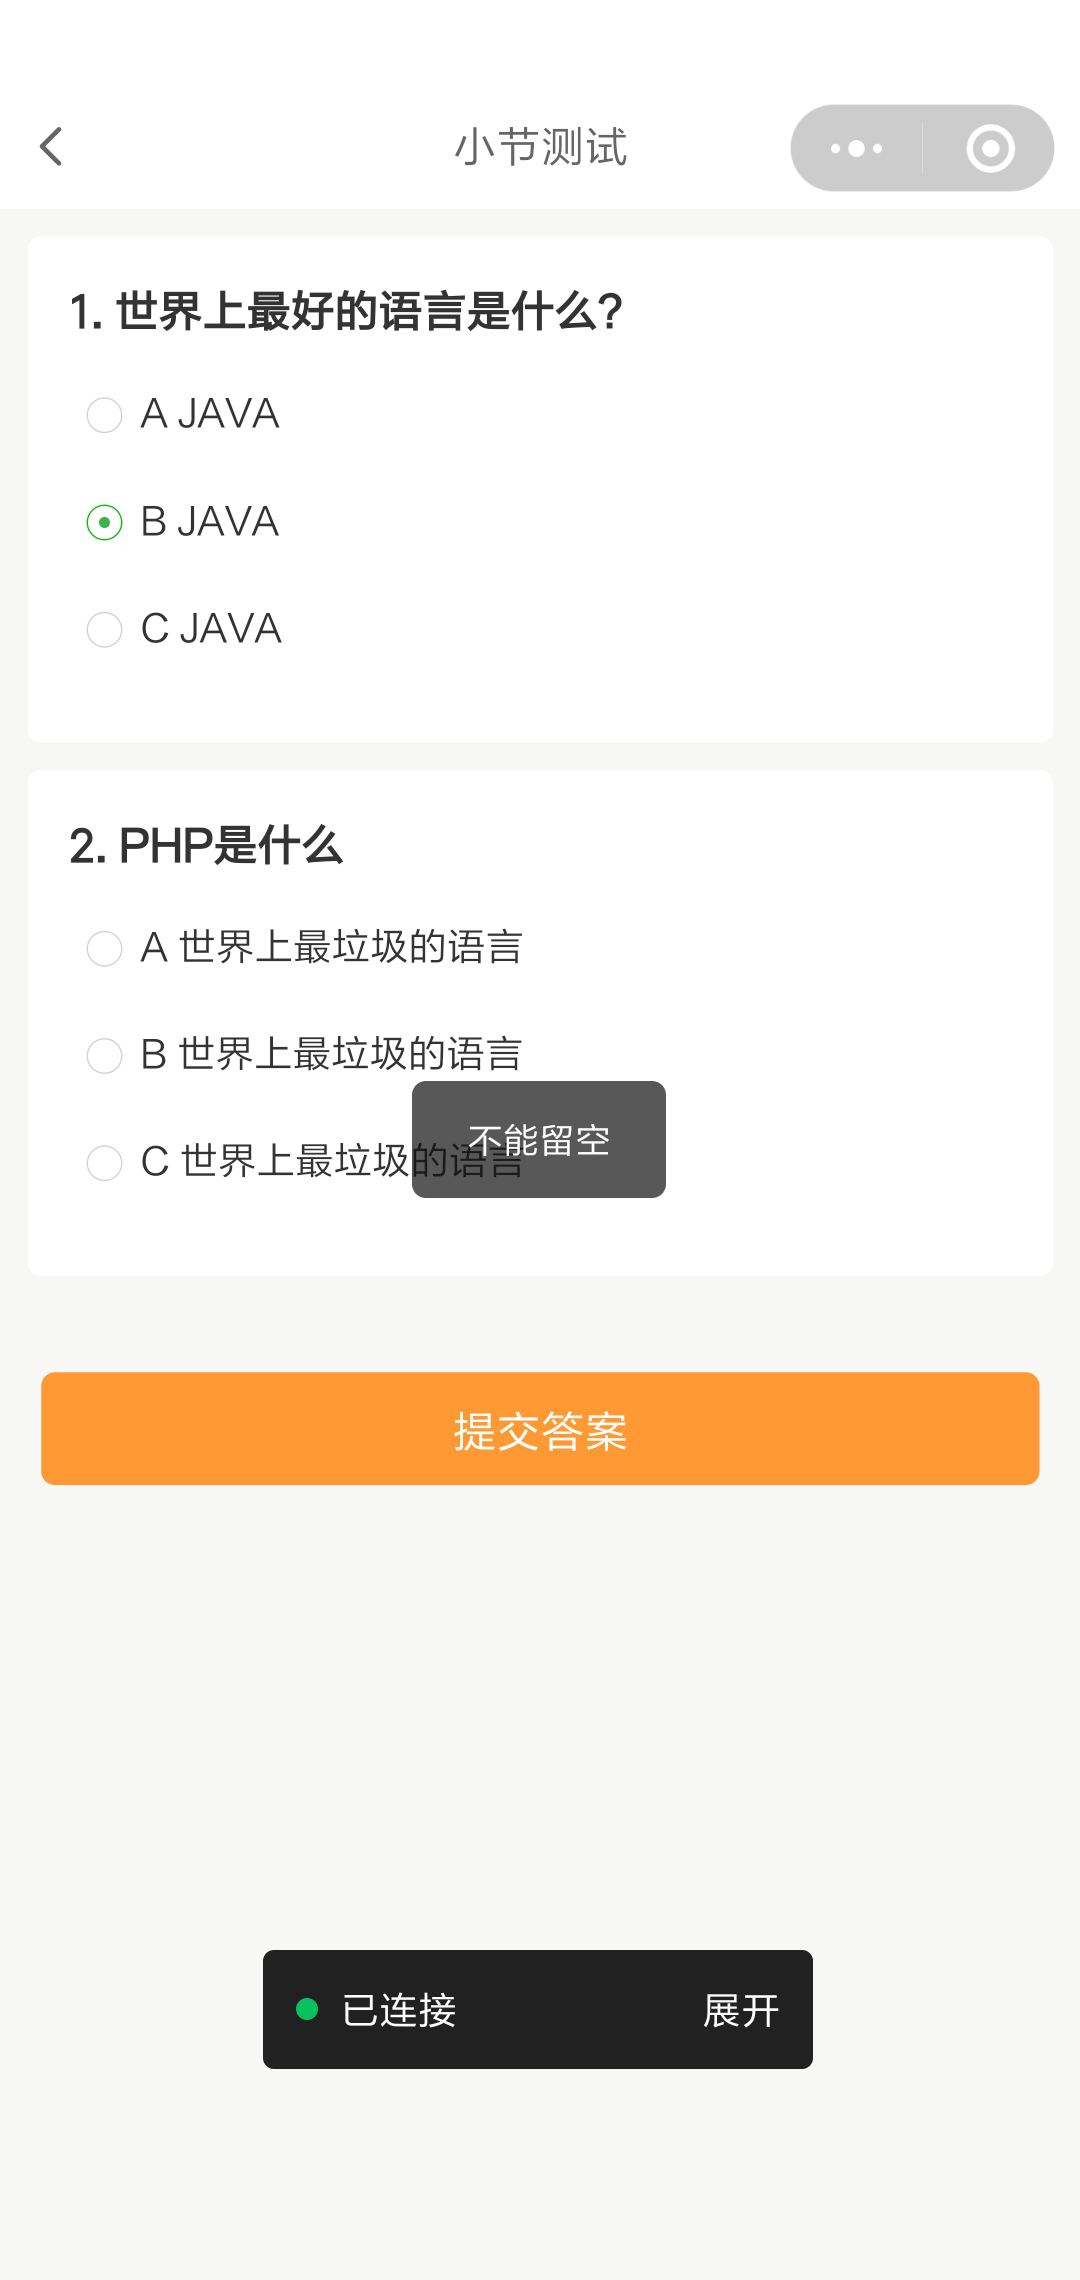 小节测试
1. 世界上最好的语言是什么?
A JAVA
B JAVA
C JAVA
2. PHP是什么
A 世界上最垃圾的语言
B 世界上最垃圾的语言
C 世界上最垃圾的语言
不能留空
提交答案
已连接 展开